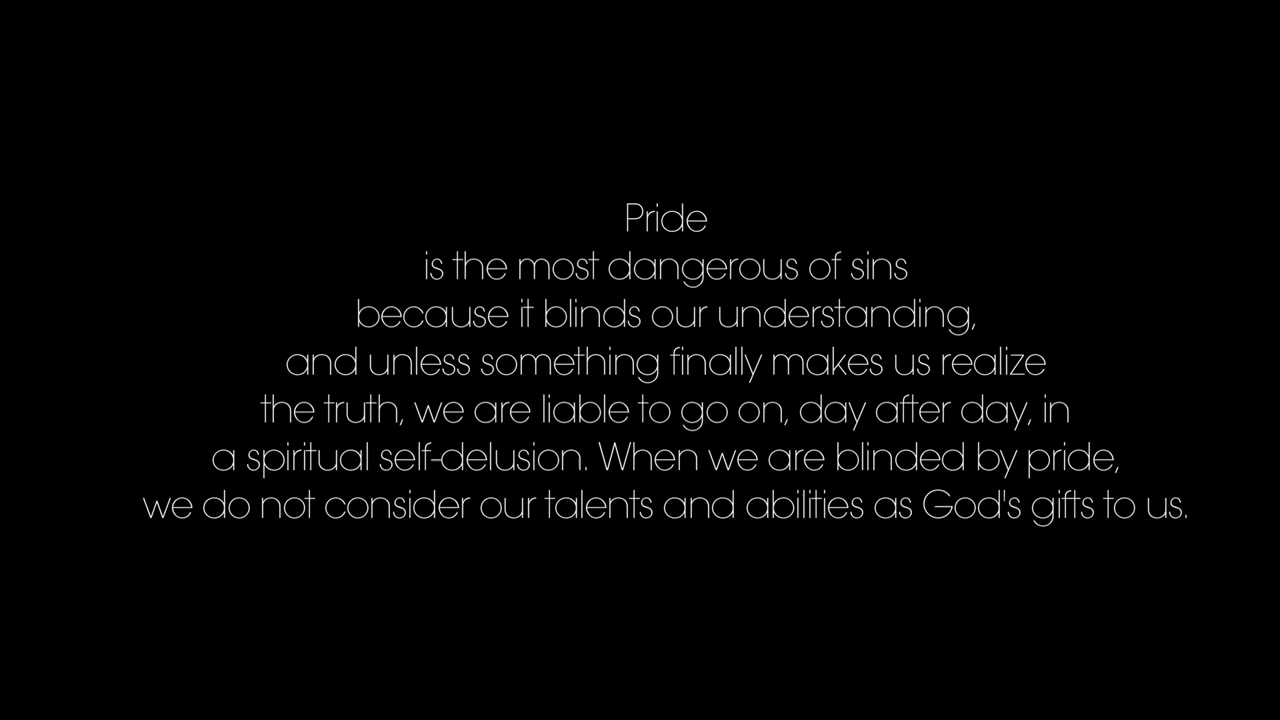 Pride
is the most dangerous of sins
because it blinds our understanding,
and unless something finally makes us realize
the truth, we are liable to go on, day after day, in
a spiritual self-delusion. When we are blinded by pride,
we do not consider our talents and abilities as God's gifts to us.